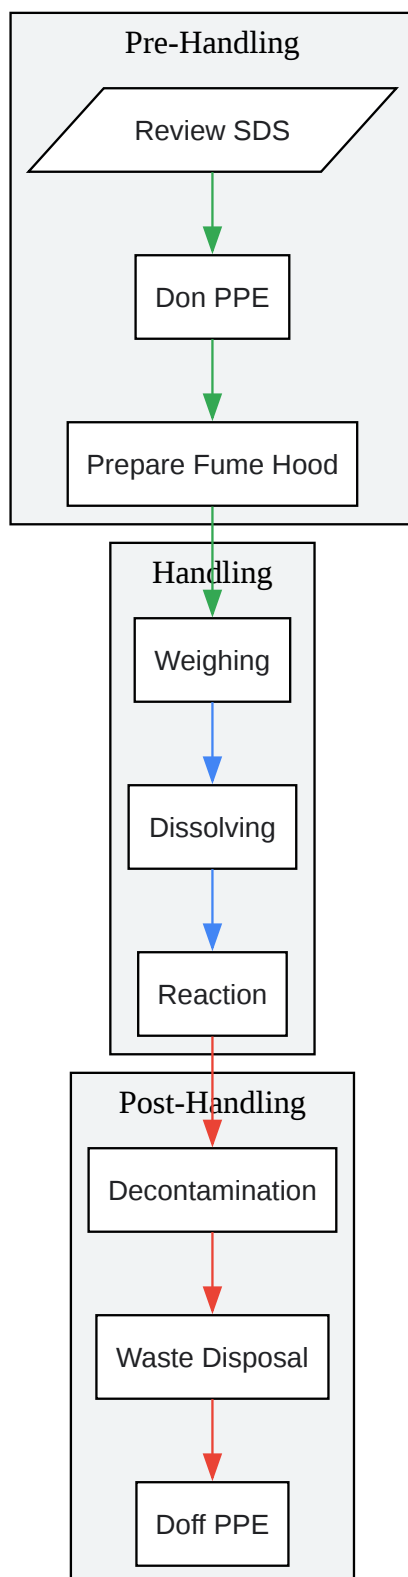 Pre-Handling
Review SDS
Don PPE
Prepare Fume Hood
Handling
Weighing
Dissolving
Reaction
Post-Handling
Decontamination
Waste Disposal
Doff PPE